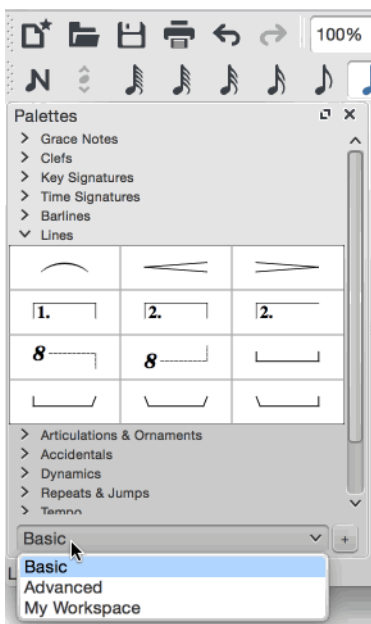 100%
Palettes
Grace Notes
Clefs
Key Signatures
Time Signatures
Barlines
Lines
1. 2. 2.
8 8
Articulations & Ornaments
Accidentals
Dynamics
Repeats & Jumps
Tempo
Basic +
Basic
Advanced
My Workspace